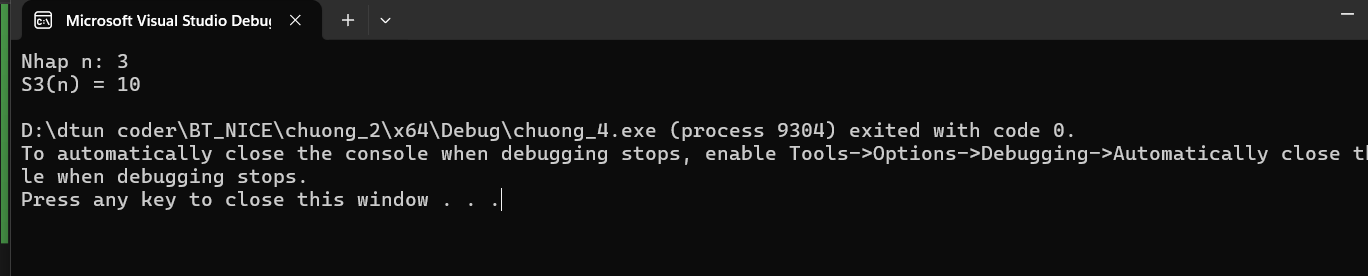 Microsoft Visual Studio Debu
Nhap n: 3
S3(n) = 10
D:\dtun coder\BT_NICE\chuong_2\x64\Debug\chuong_4.exe (process 9304) exited with code 0.
To automatically close the console when debugging stops, enable Tools->Options->Debugging->Automatically close th
le when debugging stops.
Press any key to close this window . . .